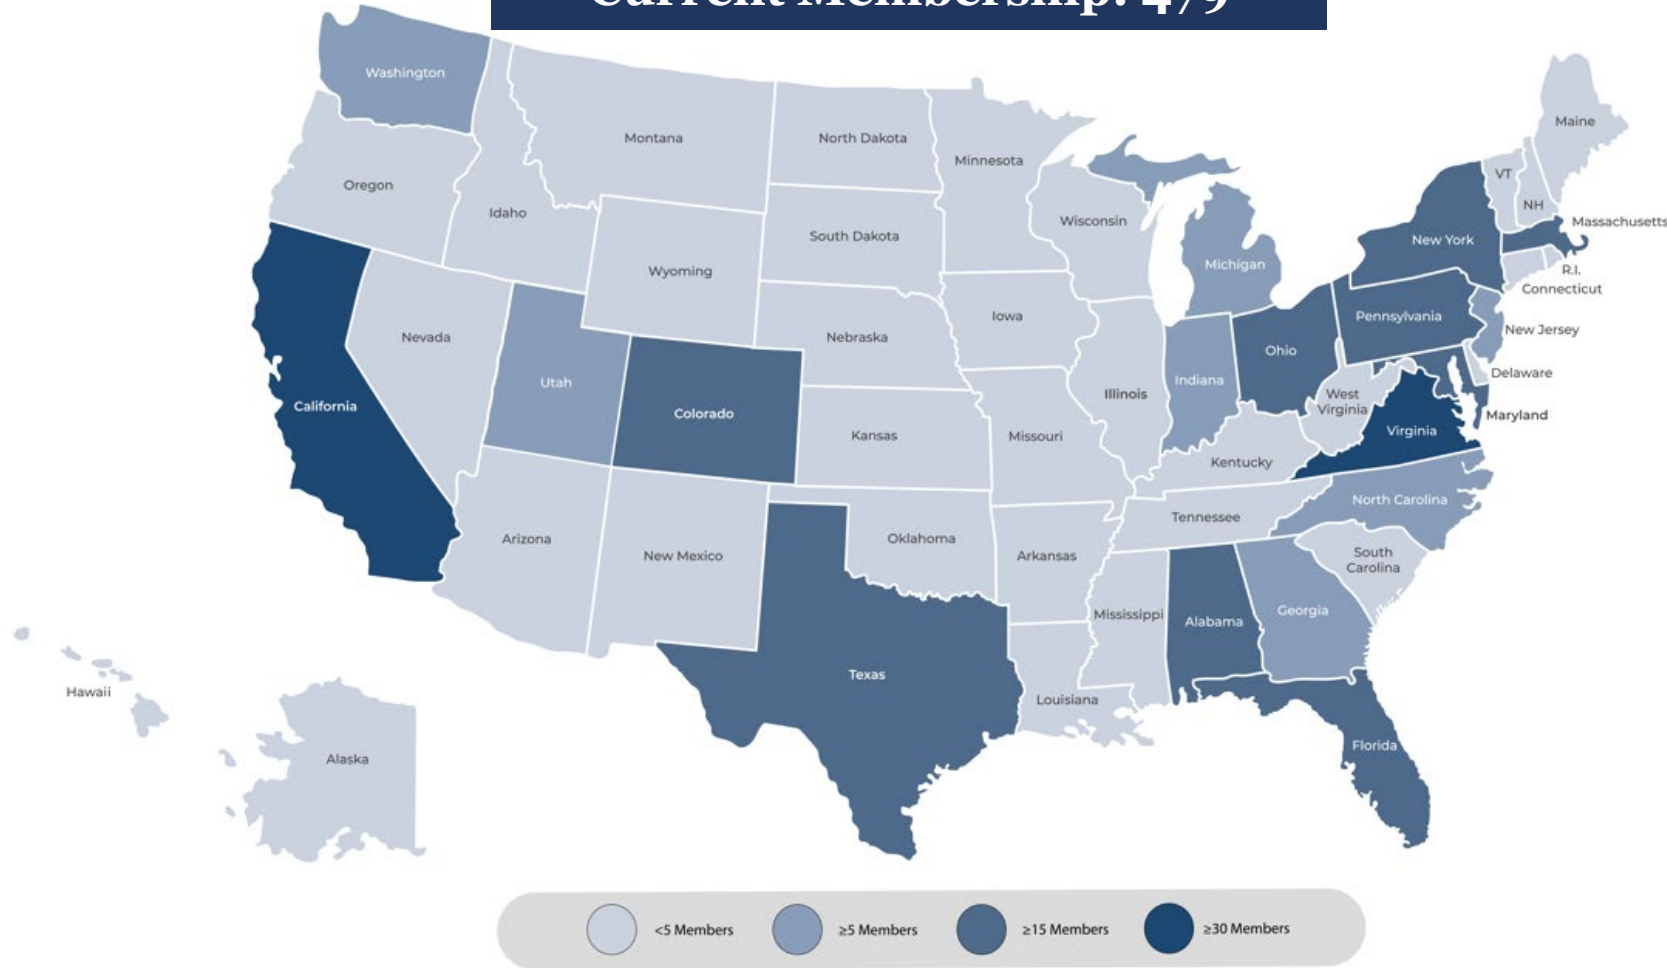 Current Membership: 479
Washington
Montana
North Dakota
Minnesota
Maine
Oregon
Idaho
Wyoming
South Dakota
Wisconsin
Michigan
New York
VT
NH
Massachusetts
R.I.
Connecticut
Nevada
Utah
Colorado
Nebraska
Iowa
Illinois
Indiana
Ohio
Pennsylvania
New Jersey
Delaware
Maryland
California
Kansas
Missouri
Kentucky
West
Virginia
Virginia
Arizona
New Mexico
Oklahoma
Arkansas
Tennessee
North Carolina
South
Carolina
Texas
Louisiana
Mississippi
Alabama
Georgia
Florida
Hawaii
Alaska
<5 Members
≥5 Members
≥15 Members
≥30 Members